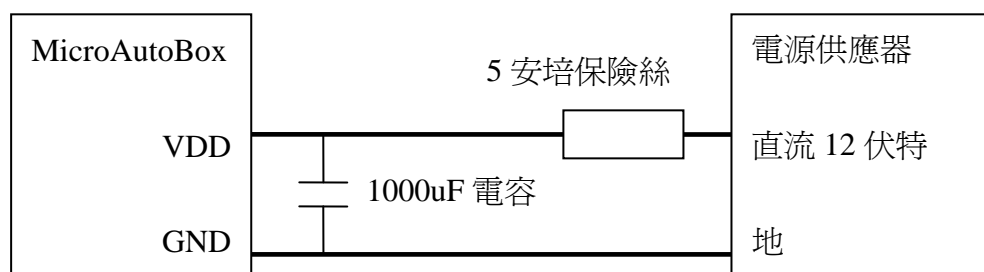 MicroAutoBox
電源供應器
5 安培保險絲
VDD
直流 12 伏特
1000uF 電容
GND
地